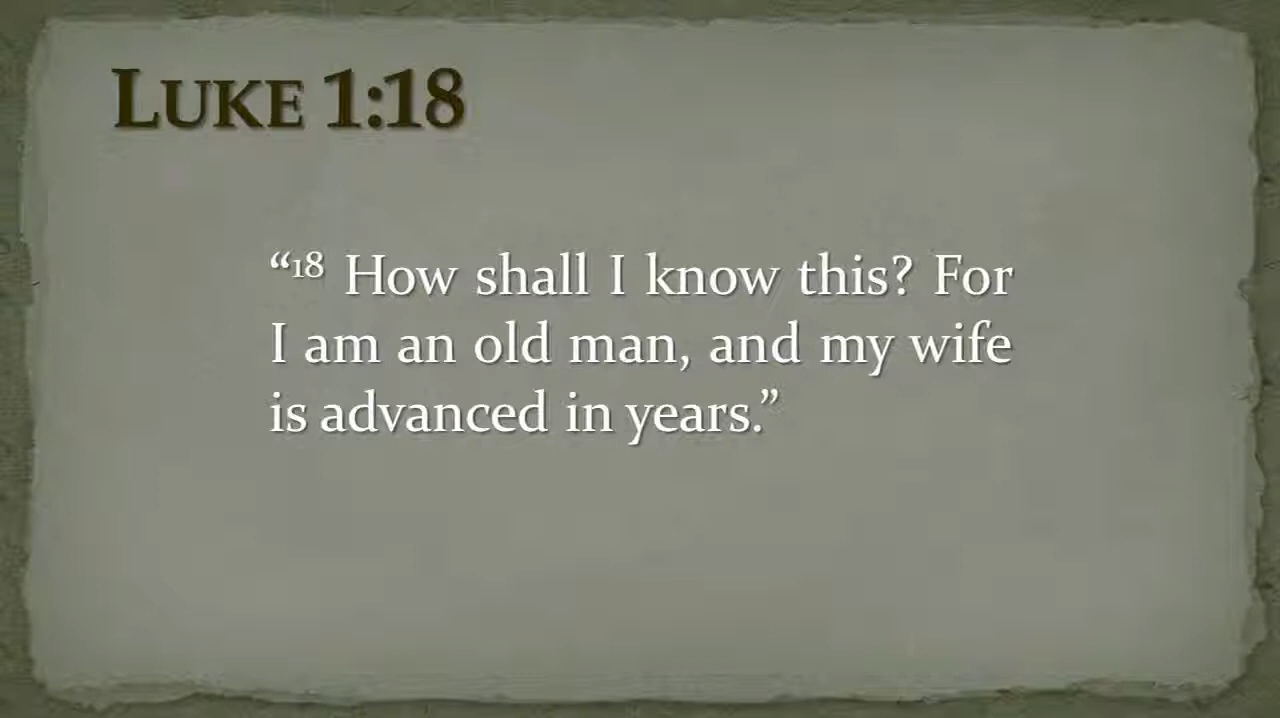 LUKE 1:18
“18 How shall I know this? For
I am an old man, and my wife
is advanced in years.”